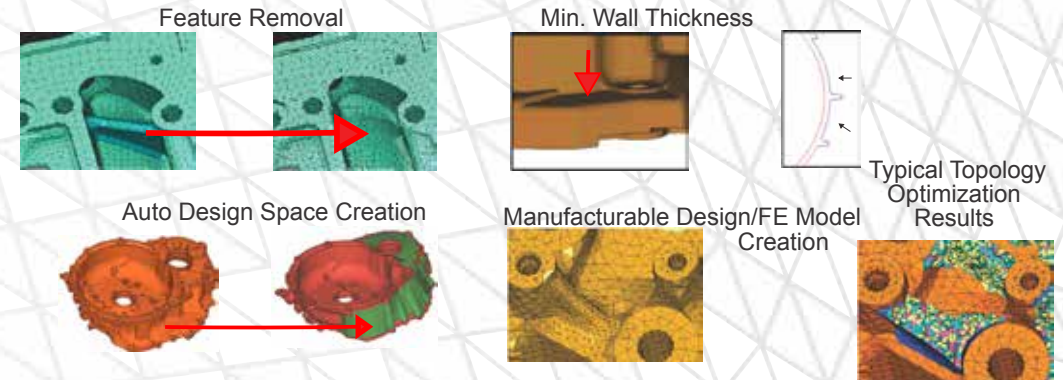 Feature Removal
Min. Wall Thickness
Typical Topology
Optimization
Results
Auto Design Space Creation
Manufacturable Design/FE Model
Creation